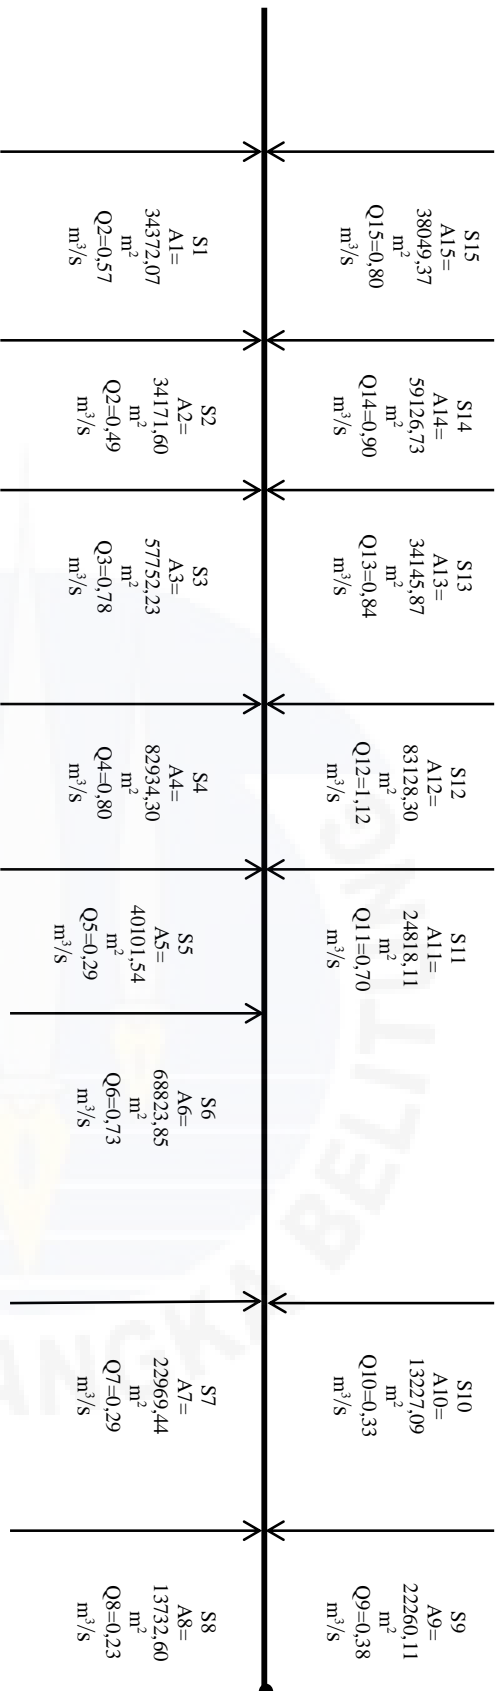 S15
A15=
38049,37
m²
Q15=0,80
m³/s
S14
A14=
59126,73
m²
Q14=0,90
m³/s
S13
A13=
34145,87
m²
Q13=0,84
m³/s
S12
A12=
83128,30
m²
Q12=1,12
m³/s
S11
A11=
24818,11
m²
Q11=0,70
m³/s
S10
A10=
13227,09
m²
Q10=0,33
m³/s
S9
A9=
22260,11
m²
Q9=0,38
m³/s
S1
A1=
34372,07
m²
Q2=0,57
m³/s
S2
A2=
34171,60
m²
Q2=0,49
m³/s
S3
A3=
57752,23
m²
Q3=0,78
m³/s
S4
A4=
82934,30
m²
Q4=0,80
m³/s
S5
A5=
40101,54
m²
Q5=0,29
m³/s
S6
A6=
68823,85
m²
Q6=0,73
m³/s
S7
A7=
22969,44
m²
Q7=0,29
m³/s
S8
A8=
13732,60
m²
Q8=0,23
m³/s
ANGKA BELITUNG